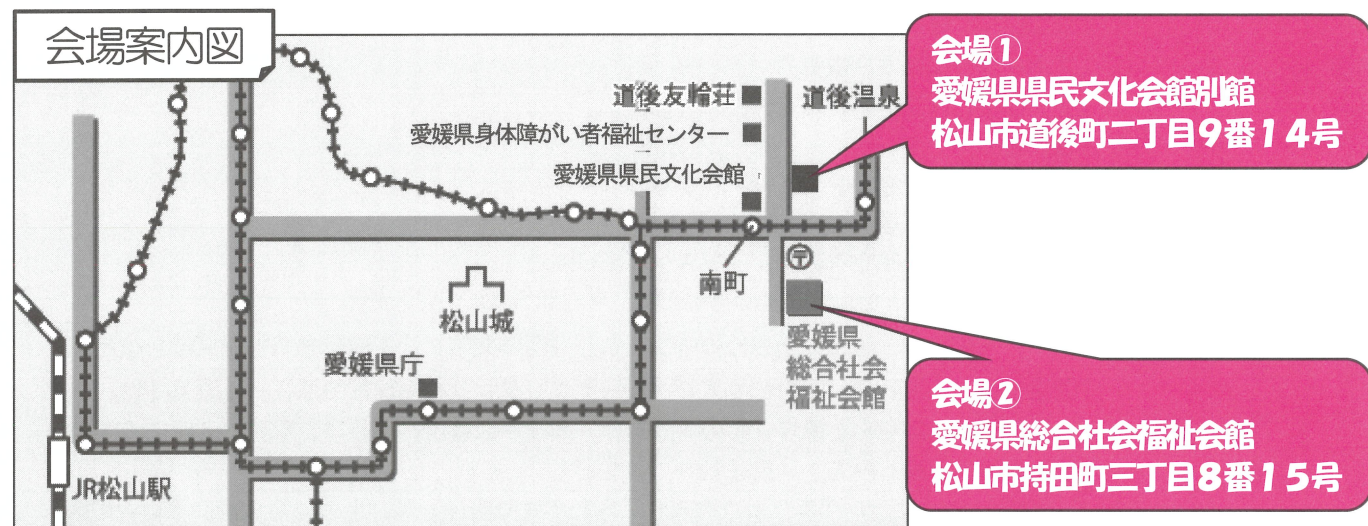 会場案内図
会場①
愛媛県県民文化会館別館
松山市道後町二丁目9番14号
道後友輪荘
道後温泉
愛媛県身体障がい者福祉センター
愛媛県県民文化会館
南町
〒
松山城
愛媛県
総合社会
福祉会館
愛媛県庁
会場②
愛媛県総合社会福祉会館
松山市持田町三丁目8番15号
JR松山駅